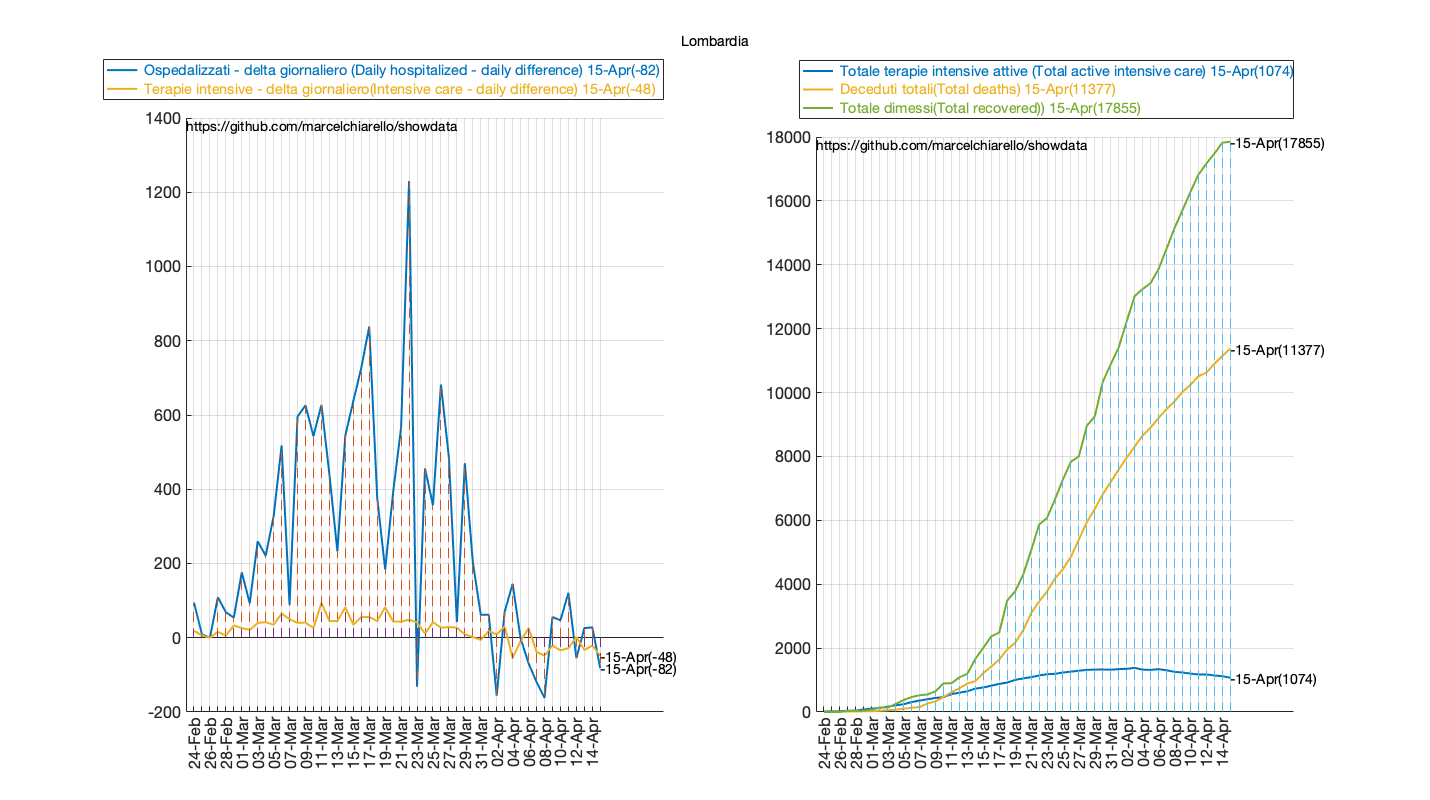 Lombardia
Ospedalizzati - delta giornaliero (Daily hospitalized - daily difference) 15-Apr(-82)
Terapie intensive - delta giornaliero(Intensive care - daily difference) 15-Apr(-48)
https://github.com/marcelchiarello/showdata
1400
1200
1000
800
600
400
200
0
-200
-15-Apr(-48)
-15-Apr(-82)
24-Feb
26-Feb
28-Feb
01-Mar
03-Mar
05-Mar
07-Mar
09-Mar
11-Mar
13-Mar
15-Mar
17-Mar
19-Mar
21-Mar
23-Mar
25-Mar
27-Mar
29-Mar
31-Mar
02-Apr
04-Apr
06-Apr
08-Apr
10-Apr
12-Apr
14-Apr
Totale terapie intensive attive (Total active intensive care) 15-Apr(1074)
Deceduti totali(Total deaths) 15-Apr(11377)
Totale dimessi(Total recovered)) 15-Apr(17855)
https://github.com/marcelchiarello/showdata
18000
16000
14000
12000
10000
8000
6000
4000
2000
0
-15-Apr(17855)
-15-Apr(11377)
-15-Apr(1074)
24-Feb
26-Feb
28-Feb
01-Mar
03-Mar
05-Mar
07-Mar
09-Mar
11-Mar
13-Mar
15-Mar
17-Mar
19-Mar
21-Mar
23-Mar
25-Mar
27-Mar
29-Mar
31-Mar
02-Apr
04-Apr
06-Apr
08-Apr
10-Apr
12-Apr
14-Apr